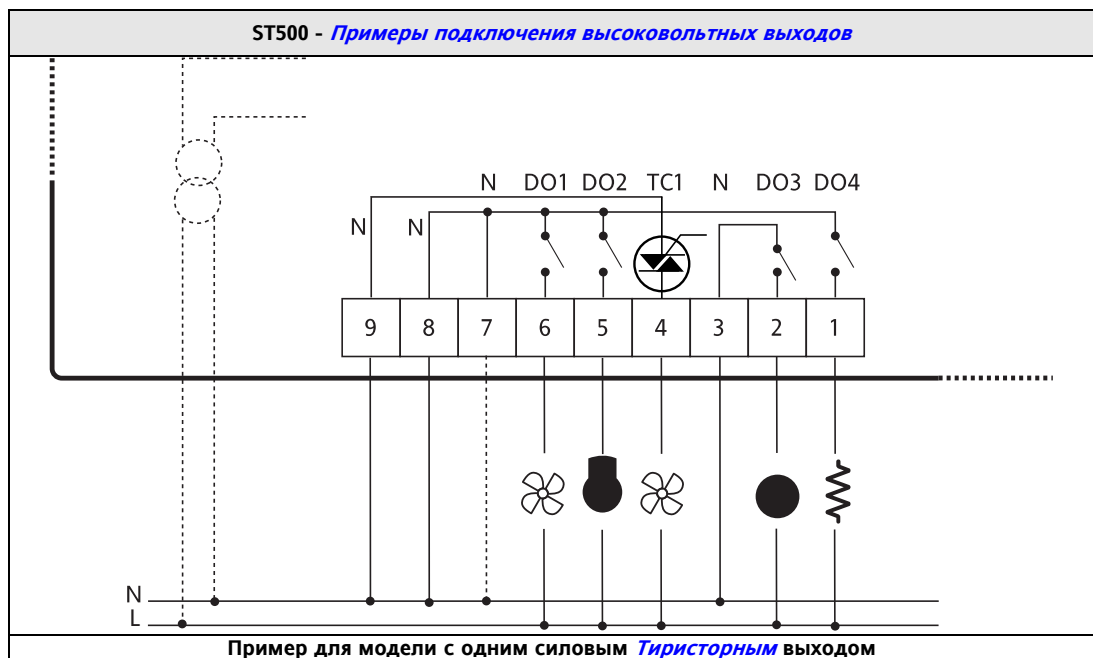 ST500 - Примеры подключения высоковольтных выходов
N DO1 DO2 TC1 N DO3 DO4
N N
9 8 7 6 5 4 3 2 1
N
L
Пример для модели с одним силовым Тиристорным выходом